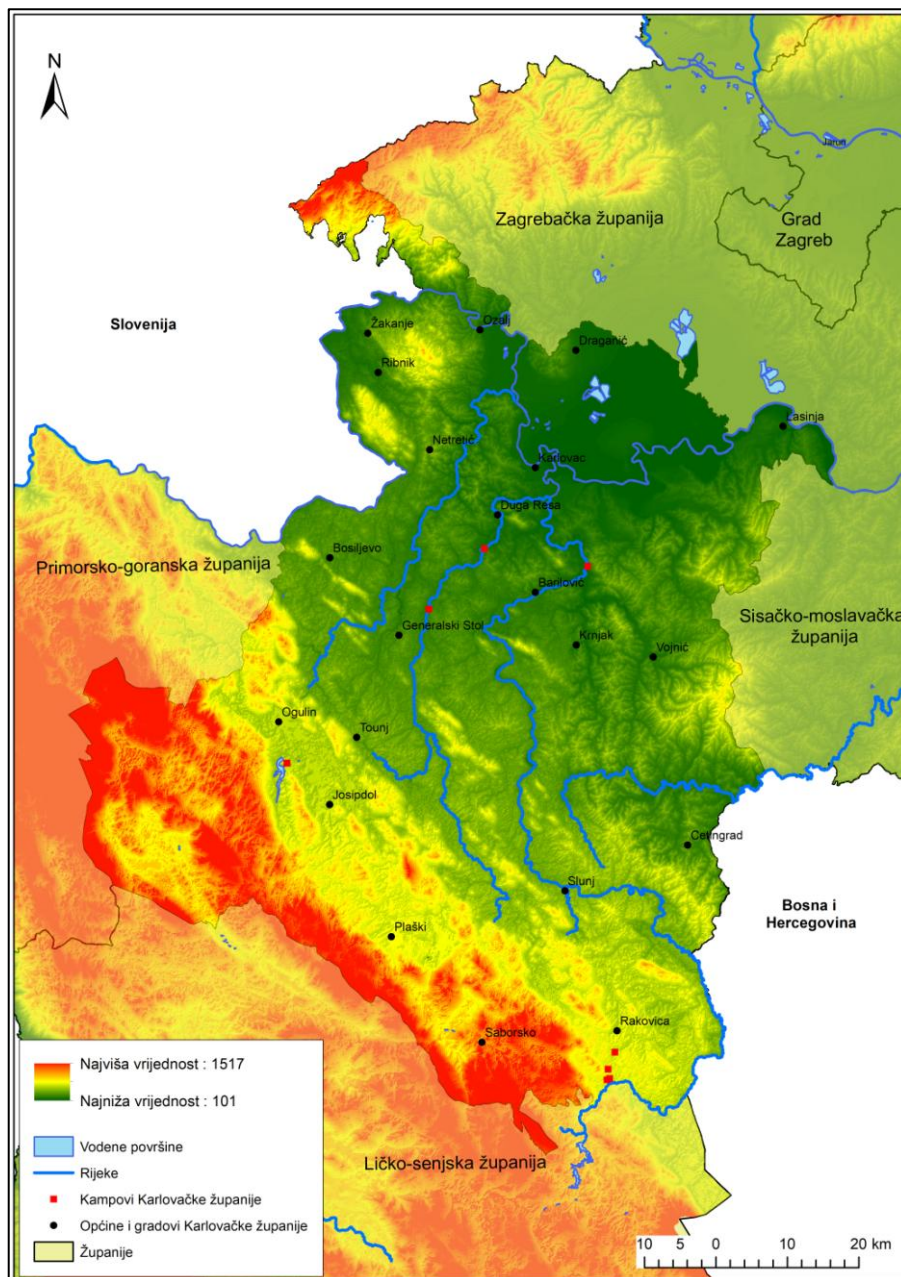 N
Jarun
Zagrebačka županija
Grad
Zagreb
Slovenija
Žakanje
Ozalj
Draganić
Ribnik
Lasinja
Netretić
Karlovac
Duga Resa
Bosiljevo
Primorsko-goranska županija
Barilović
Sisačko-moslavačka
županija
Generalski Stol
Krnjak
Vojnić
Ogulin
Tounj
Josipdol
Cetingrad
Slunj
Bosna i
Hercegovina
Plaški
Rakovica
Saborsko
Ličko-senjska županija
Najviša vrijednost : 1517
Najniža vrijednost : 101
Vodene površine
Rijeke
Kampovi Karlovačke županije
Općine i gradovi Karlovačke županije
Županije
10 5 0 10 20 km